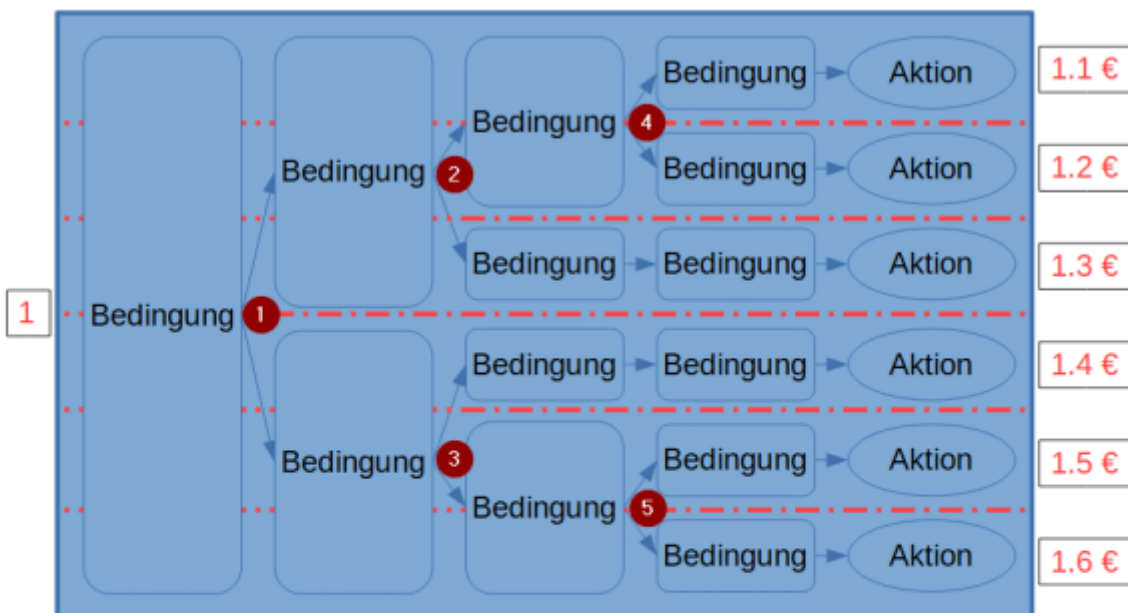 Bedingung Aktion 1.1 €
Bedingung 4
Bedingung 2 Bedingung Aktion 1.2 €
Bedingung Bedingung Aktion 1.3 €
1 Bedingung 1
Bedingung Bedingung Aktion 1.4 €
Bedingung 3 Bedingung Aktion 1.5 €
Bedingung 5
Bedingung Aktion 1.6 €